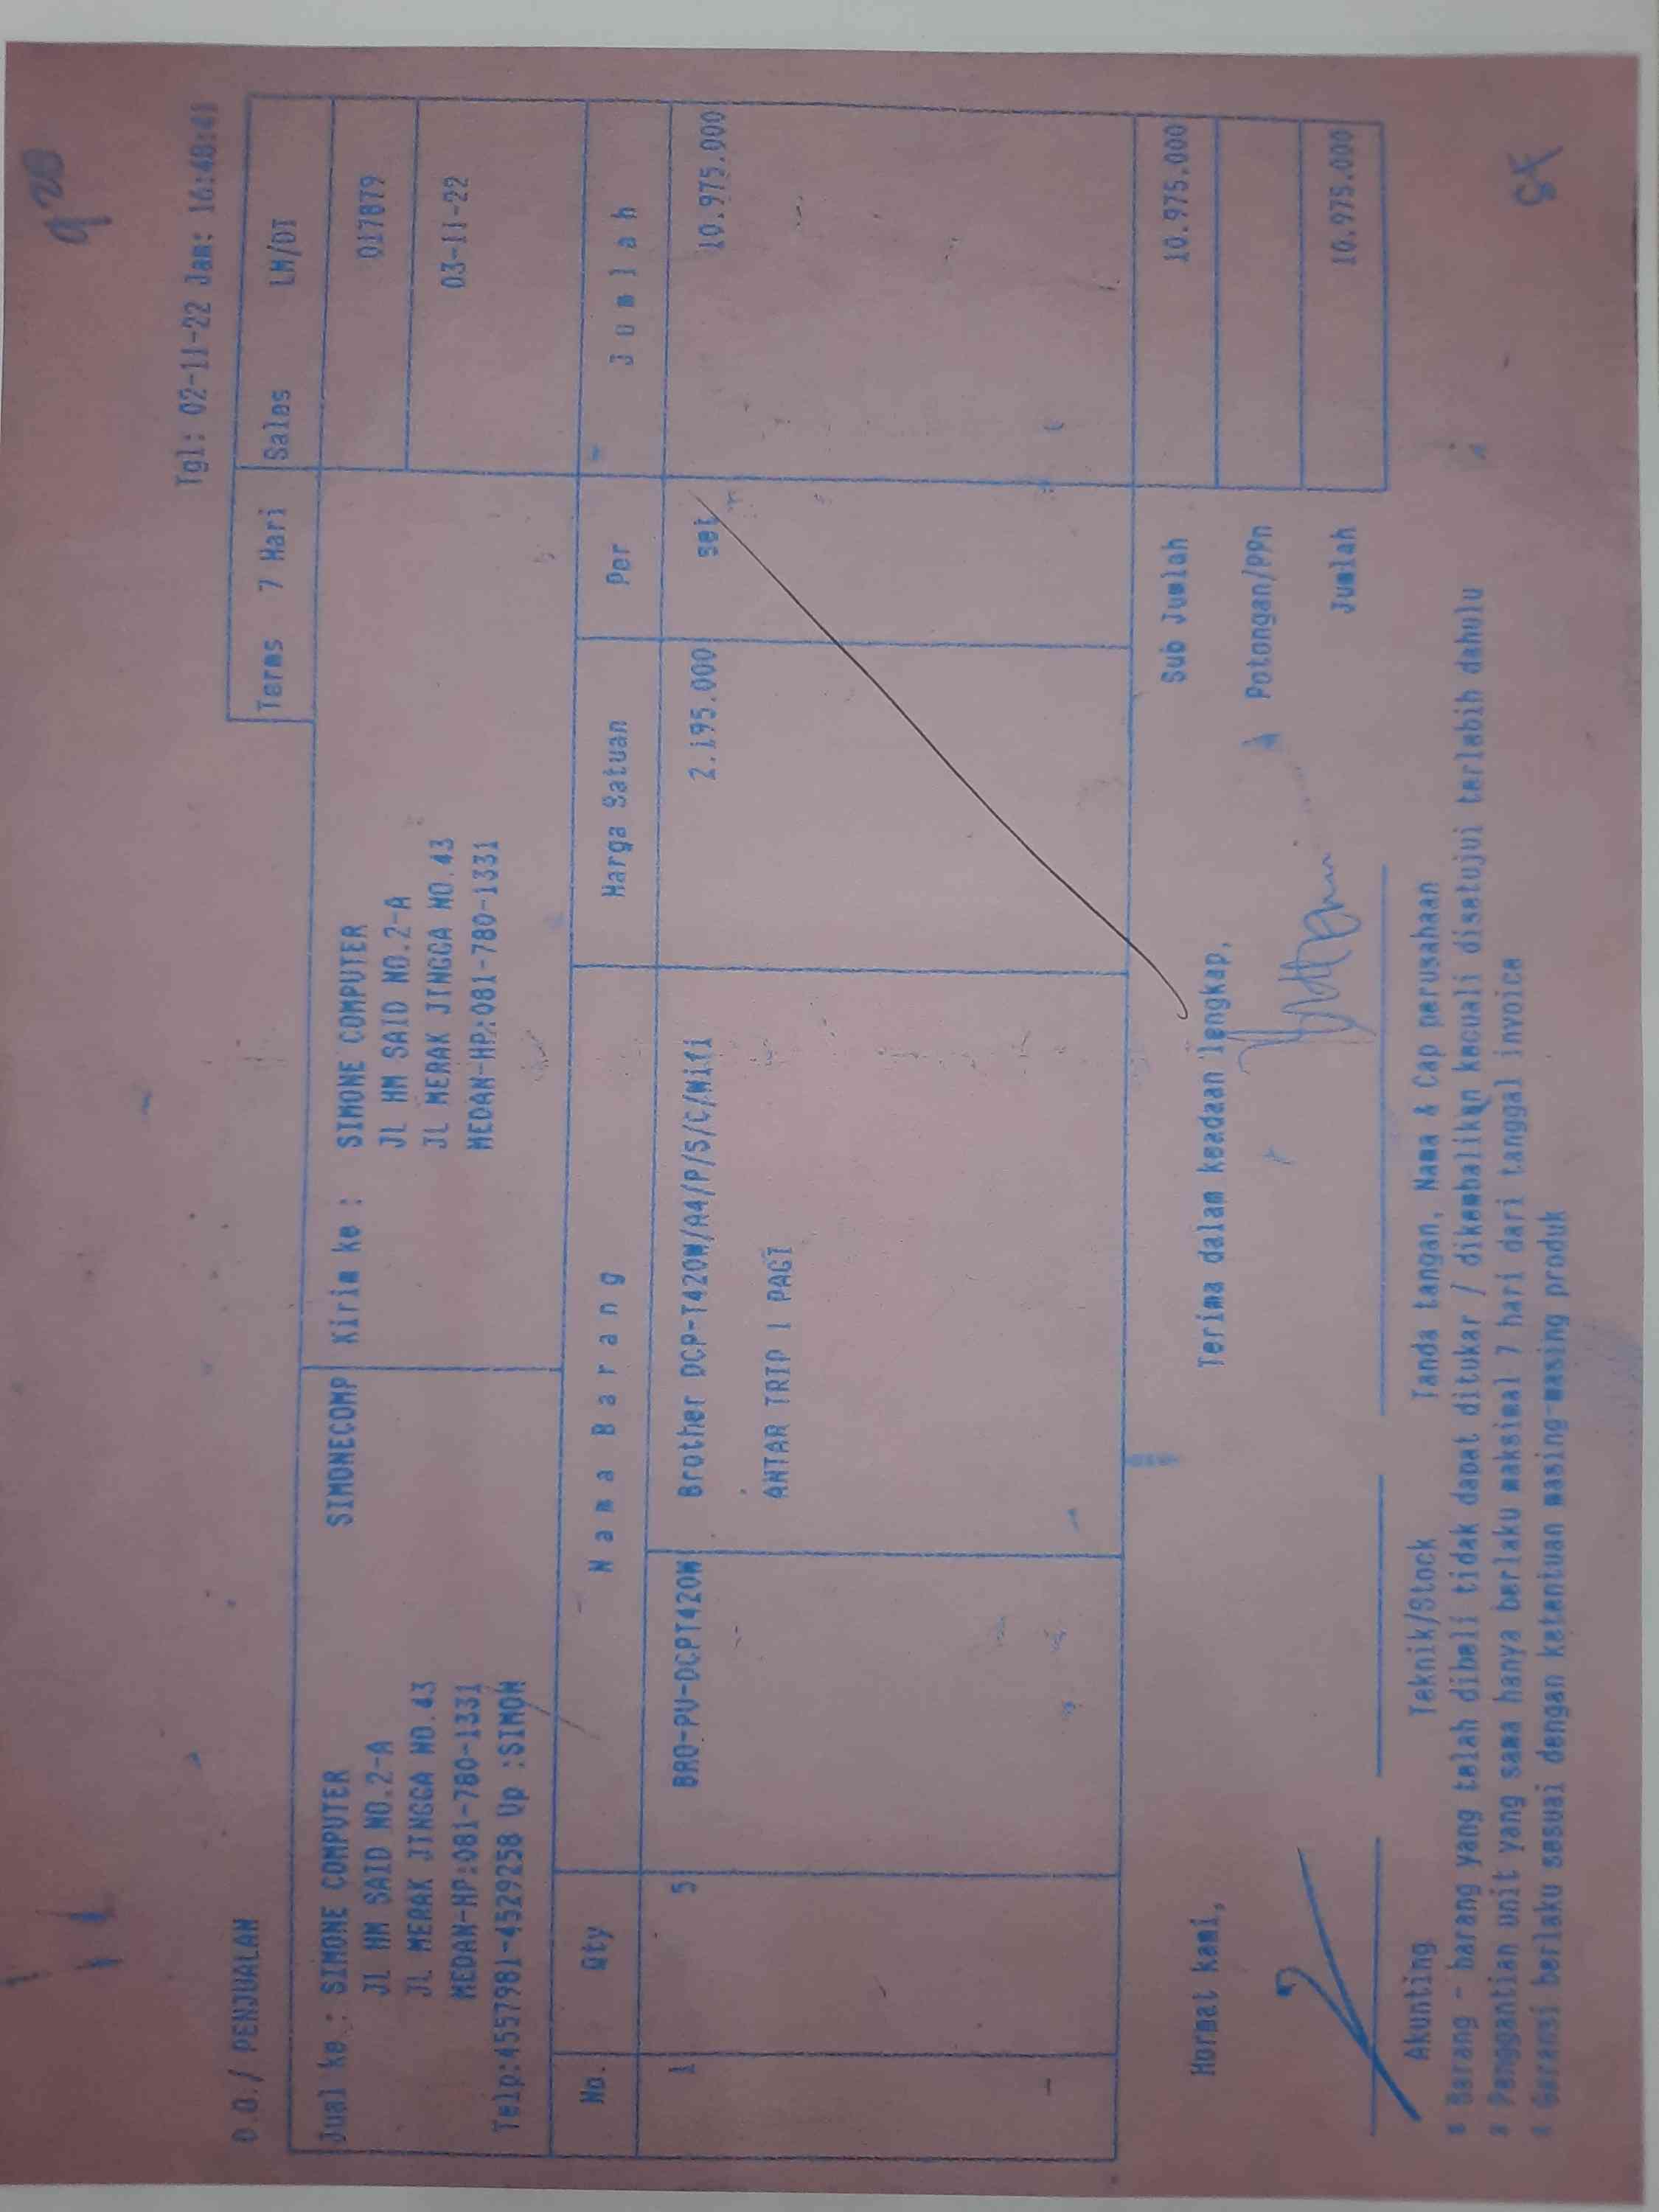 9 20
Tgl: 02-11-22 Jam: 16:48:41
D.O./ PENJUALAN
Terms 7 Hari Sales LM/DT
Jual ke : SIMONE COMPUTER SIMONECOMP Kirim ke : SIMONE COMPUTER 017879
JL HM SAID NO.2-A JL HM SAID NO.2-A
JL MERAK JINGGA NO.43 JL MERAK JINGGA NO.43 03-11-22
MEDAN-HP:081-780-1331 MEDAN-HP:081-780-1331
Telp:4557981-4529258 Up :SIMON
No. Qty N a m a B a r a n g Harga Satuan Per J u m l a h
1 5 BRO-PV-DCPT420W Brother DCP-T420W/A4/P/S/C/Wifi 2.195.000 set 10.975.000
ANTAR TRIP 1 PAGI
Hormat kami, Terima dalam keadaan lengkap, Sub Jumlah 10.975.000
Potongan/PPn
Jumlah 10.975.000
Akunting Teknik/Stock Tanda tangan, Nama & Cap perusahaan
* Barang - barang yang telah dibeli tidak dapat ditukar / dikembalikan kecuali disetujui terlebih dahulu
* Penggantian unit yang sama hanya berlaku maksimal 7 hari dari tanggal invoice
* Garansi berlaku sesuai dengan ketentuan masing-masing produk